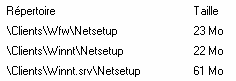 Répertoire Taille
\Clients\Wfw\Netsetup 23 Mo
\Clients\Winnt\Netsetup 22 Mo
\Clients\Winnt.srv\Netsetup 61 Mo